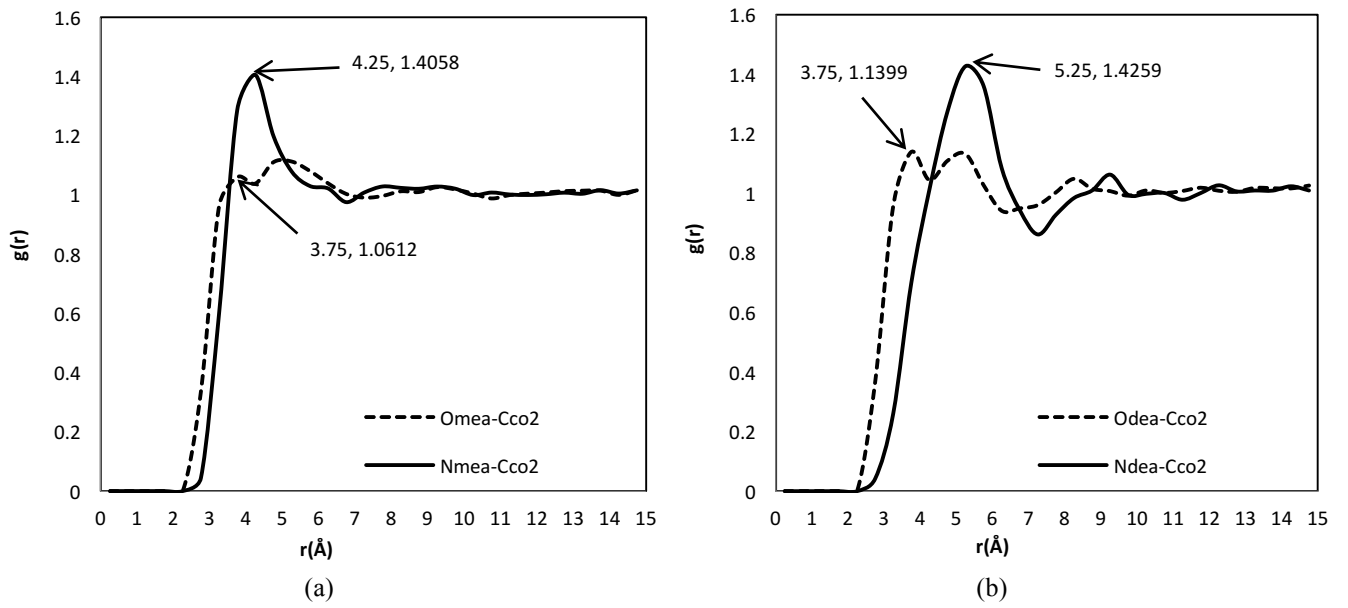 1.6
1.4
1.2
1
0.8
0.6
0.4
0.2
0
g(r)
4.25, 1.4058
3.75, 1.0612
Omea-Cco2
Nmea-Cco2
0 1 2 3 4 5 6 7 8 9 10 11 12 13 14 15
r(Å)
(a)
1.6
1.4
1.2
1
0.8
0.6
0.4
0.2
0
g(r)
3.75, 1.1399
5.25, 1.4259
Odea-Cco2
Ndea-Cco2
0 1 2 3 4 5 6 7 8 9 10 11 12 13 14 15
r(Å)
(b)